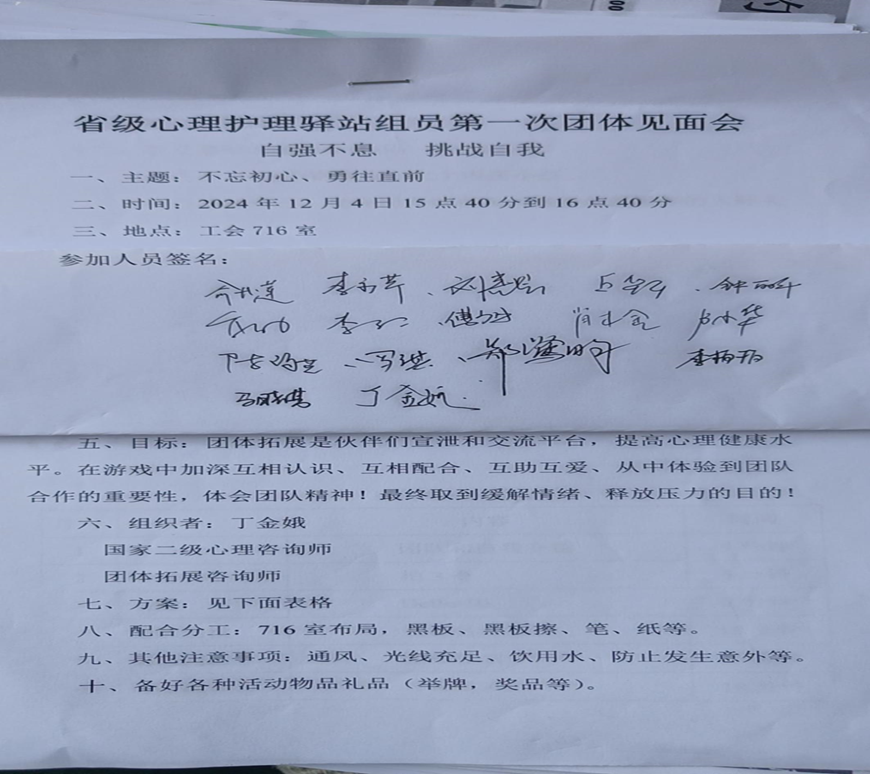 省级心理护理驿站组员第一次团体见面会
自强不息 挑战自我
一、主题：不忘初心、勇往直前
二、时间：2024 年 12 月 4 日 15 点 40 分到 16 点 40 分
三、地点：工会 716 室
参加人员签名：
丁金娥
五、目标：团体拓展是伙伴们宣泄和交流平台，提高心理健康水
平。在游戏中加深互相认识、互相配合、互助互爱、从中体验到团队
合作的重要性，体会团队精神！最终取到缓解情绪、释放压力的目的！
六、组织者：丁金娥
国家二级心理咨询师
团体拓展咨询师
七、方案：见下面表格
八、配合分工：716 室布局，黑板、黑板擦、笔、纸等。
九、其他注意事项：通风、光线充足、饮用水、防止发生意外等。
十、备好各种活动物品礼品（举牌，奖品等）。